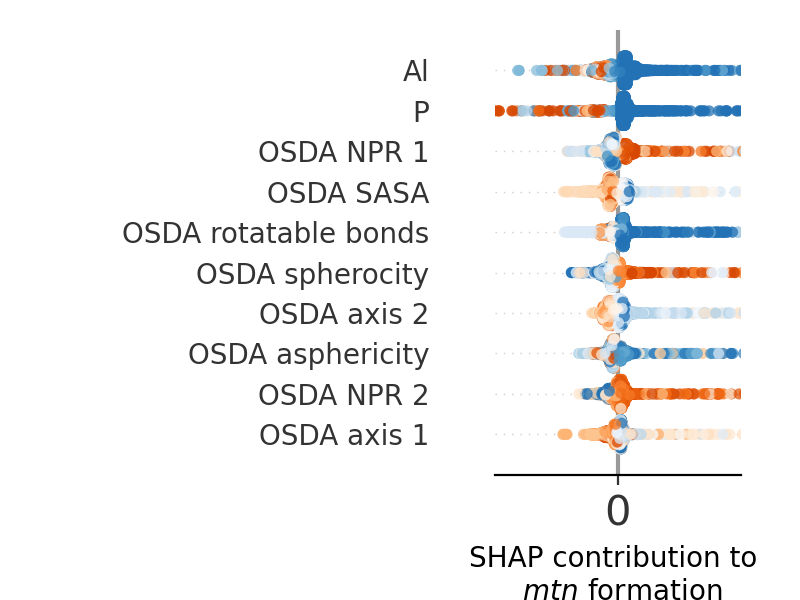 Al
P
OSDA NPR 1
OSDA SASA
OSDA rotatable bonds
OSDA spherocity
OSDA axis 2
OSDA asphericity
OSDA NPR 2
OSDA axis 1
0
SHAP contribution to
mtn formation